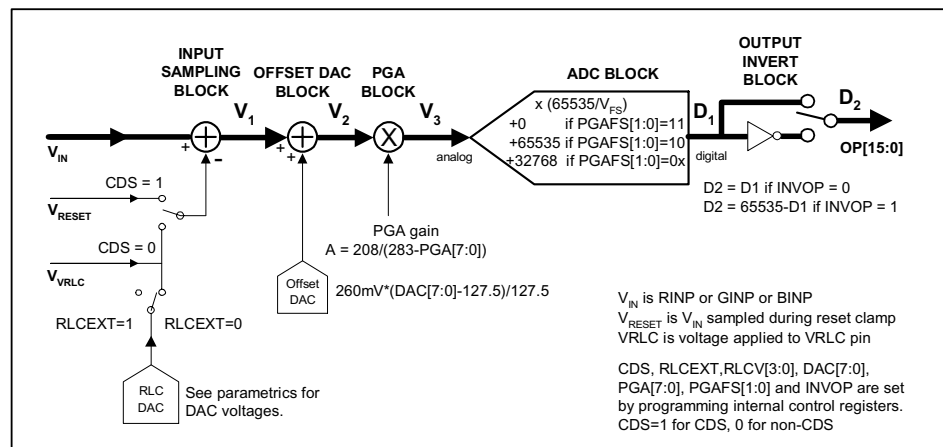 INPUT
SAMPLING
BLOCK
OFFSET DAC
BLOCK
PGA
BLOCK
ADC BLOCK
OUTPUT
INVERT
BLOCK
V1
V2
V3
D1
D2
x (65535/VFS)
+0 if PGAFS[1:0]=11
+65535 if PGAFS[1:0]=10
+32768 if PGAFS[1:0]=0x
+
+
-
+
+
+
X
VIN
analog
digital
OP[15:0]
D2 = D1 if INVOP = 0
D2 = 65535-D1 if INVOP = 1
CDS = 1
VRESET
CDS = 0
VVRLC
PGA gain
A = 208/(283-PGA[7:0])
Offset
DAC
260mV*(DAC[7:0]-127.5)/127.5
RLCEXT=1
RLCEXT=0
RLC
DAC
See parametrics for
DAC voltages.
VIN is RINP or GINP or BINP
VRESET is VIN sampled during reset clamp
VRLC is voltage applied to VRLC pin
CDS, RLCEXT,RLCV[3:0], DAC[7:0],
PGA[7:0], PGAFS[1:0] and INVOP are set
by programming internal control registers.
CDS=1 for CDS, 0 for non-CDS